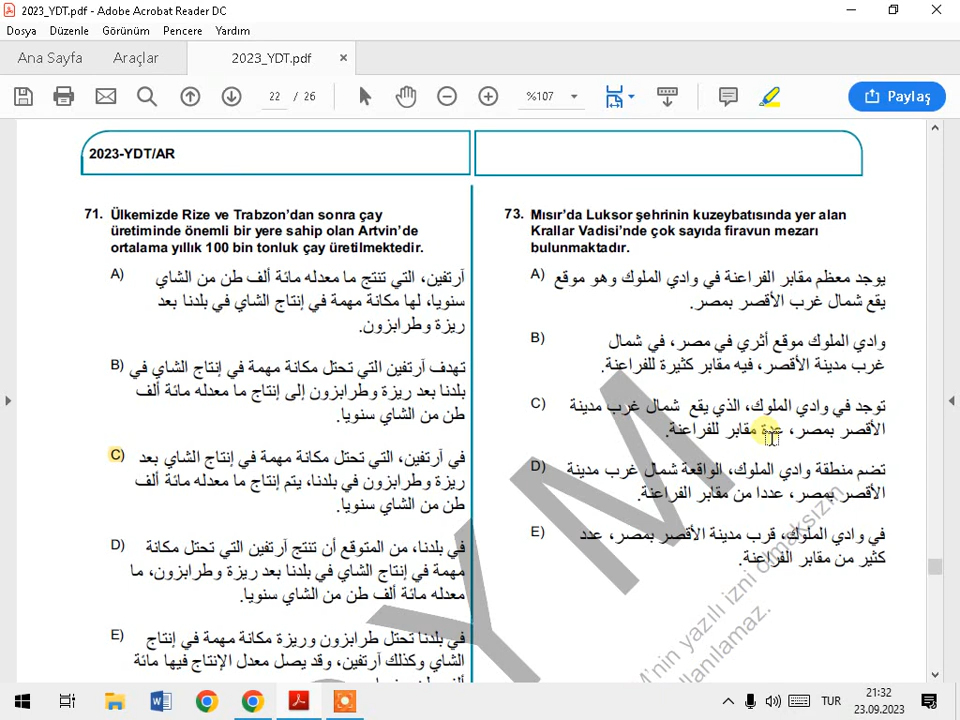 2023_YDT.pdf - Adobe Acrobat Reader DC
Dosya Düzenle Görünüm Pencere Yardım
Ana Sayfa Araçlar 2023_YDT.pdf ×
22 / 26 %107 Paylaş
2023-YDT/AR
71. Ülkemizde Rize ve Trabzon’dan sonra çay
üretiminde önemli bir yere sahip olan Artvin’de
ortalama yıllık 100 bin tonluk çay üretilmektedir.
A) آرتفين، التي تنتج ما معدله مائة ألف طن من الشاي
سنويا، لها مكانة مهمة في إنتاج الشاي في بلدنا بعد
ريزة وطرابزون.
B) تهدف آرتفين التي تحتل مكانة مهمة في إنتاج الشاي في
بلدنا بعد ريزة وطرابزون إلى إنتاج ما معدله مائة ألف
طن من الشاي سنويا.
C) في آرتفين، التي تحتل مكانة مهمة في إنتاج الشاي بعد
ريزة وطرابزون في بلدنا، يتم إنتاج ما معدله مائة ألف
طن من الشاي سنويا.
D) في بلدنا، من المتوقع أن تنتج آرتفين التي تحتل مكانة
مهمة في إنتاج الشاي في بلدنا بعد ريزة وطرابزون، ما
معدله مائة ألف طن من الشاي سنويا.
E) في بلدنا تحتل طرابزون وريزة مكانة مهمة في إنتاج
الشاي وكذلك آرتفين، وقد يصل معدل الإنتاج فيها مائة
73. Mısır’da Luksor şehrinin kuzeybatısında yer alan
Krallar Vadisi’nde çok sayıda firavun mezarı
bulunmaktadır.
A) يوجد معظم مقابر الفراعنة في وادي الملوك وهو موقع
يقع شمال غرب الأقصر بمصر.
B) وادي الملوك موقع أثري في مصر، في شمال
غرب مدينة الأقصر، فيه مقابر كثيرة للفراعنة.
C) توجد في وادي الملوك، الذي يقع شمال غرب مدينة
الأقصر بمصر، عدة مقابر للفراعنة.
D) تضم منطقة وادي الملوك، الواقعة شمال غرب مدينة
الأقصر بمصر، عددا من مقابر الفراعنة.
E) في وادي الملوك، قرب مدينة الأقصر بمصر، عدد
كثير من مقابر الفراعنة.
YM
M’nin yazılı izni olmaksızın
lanılamaz.
TUR
21:32
23.09.2023